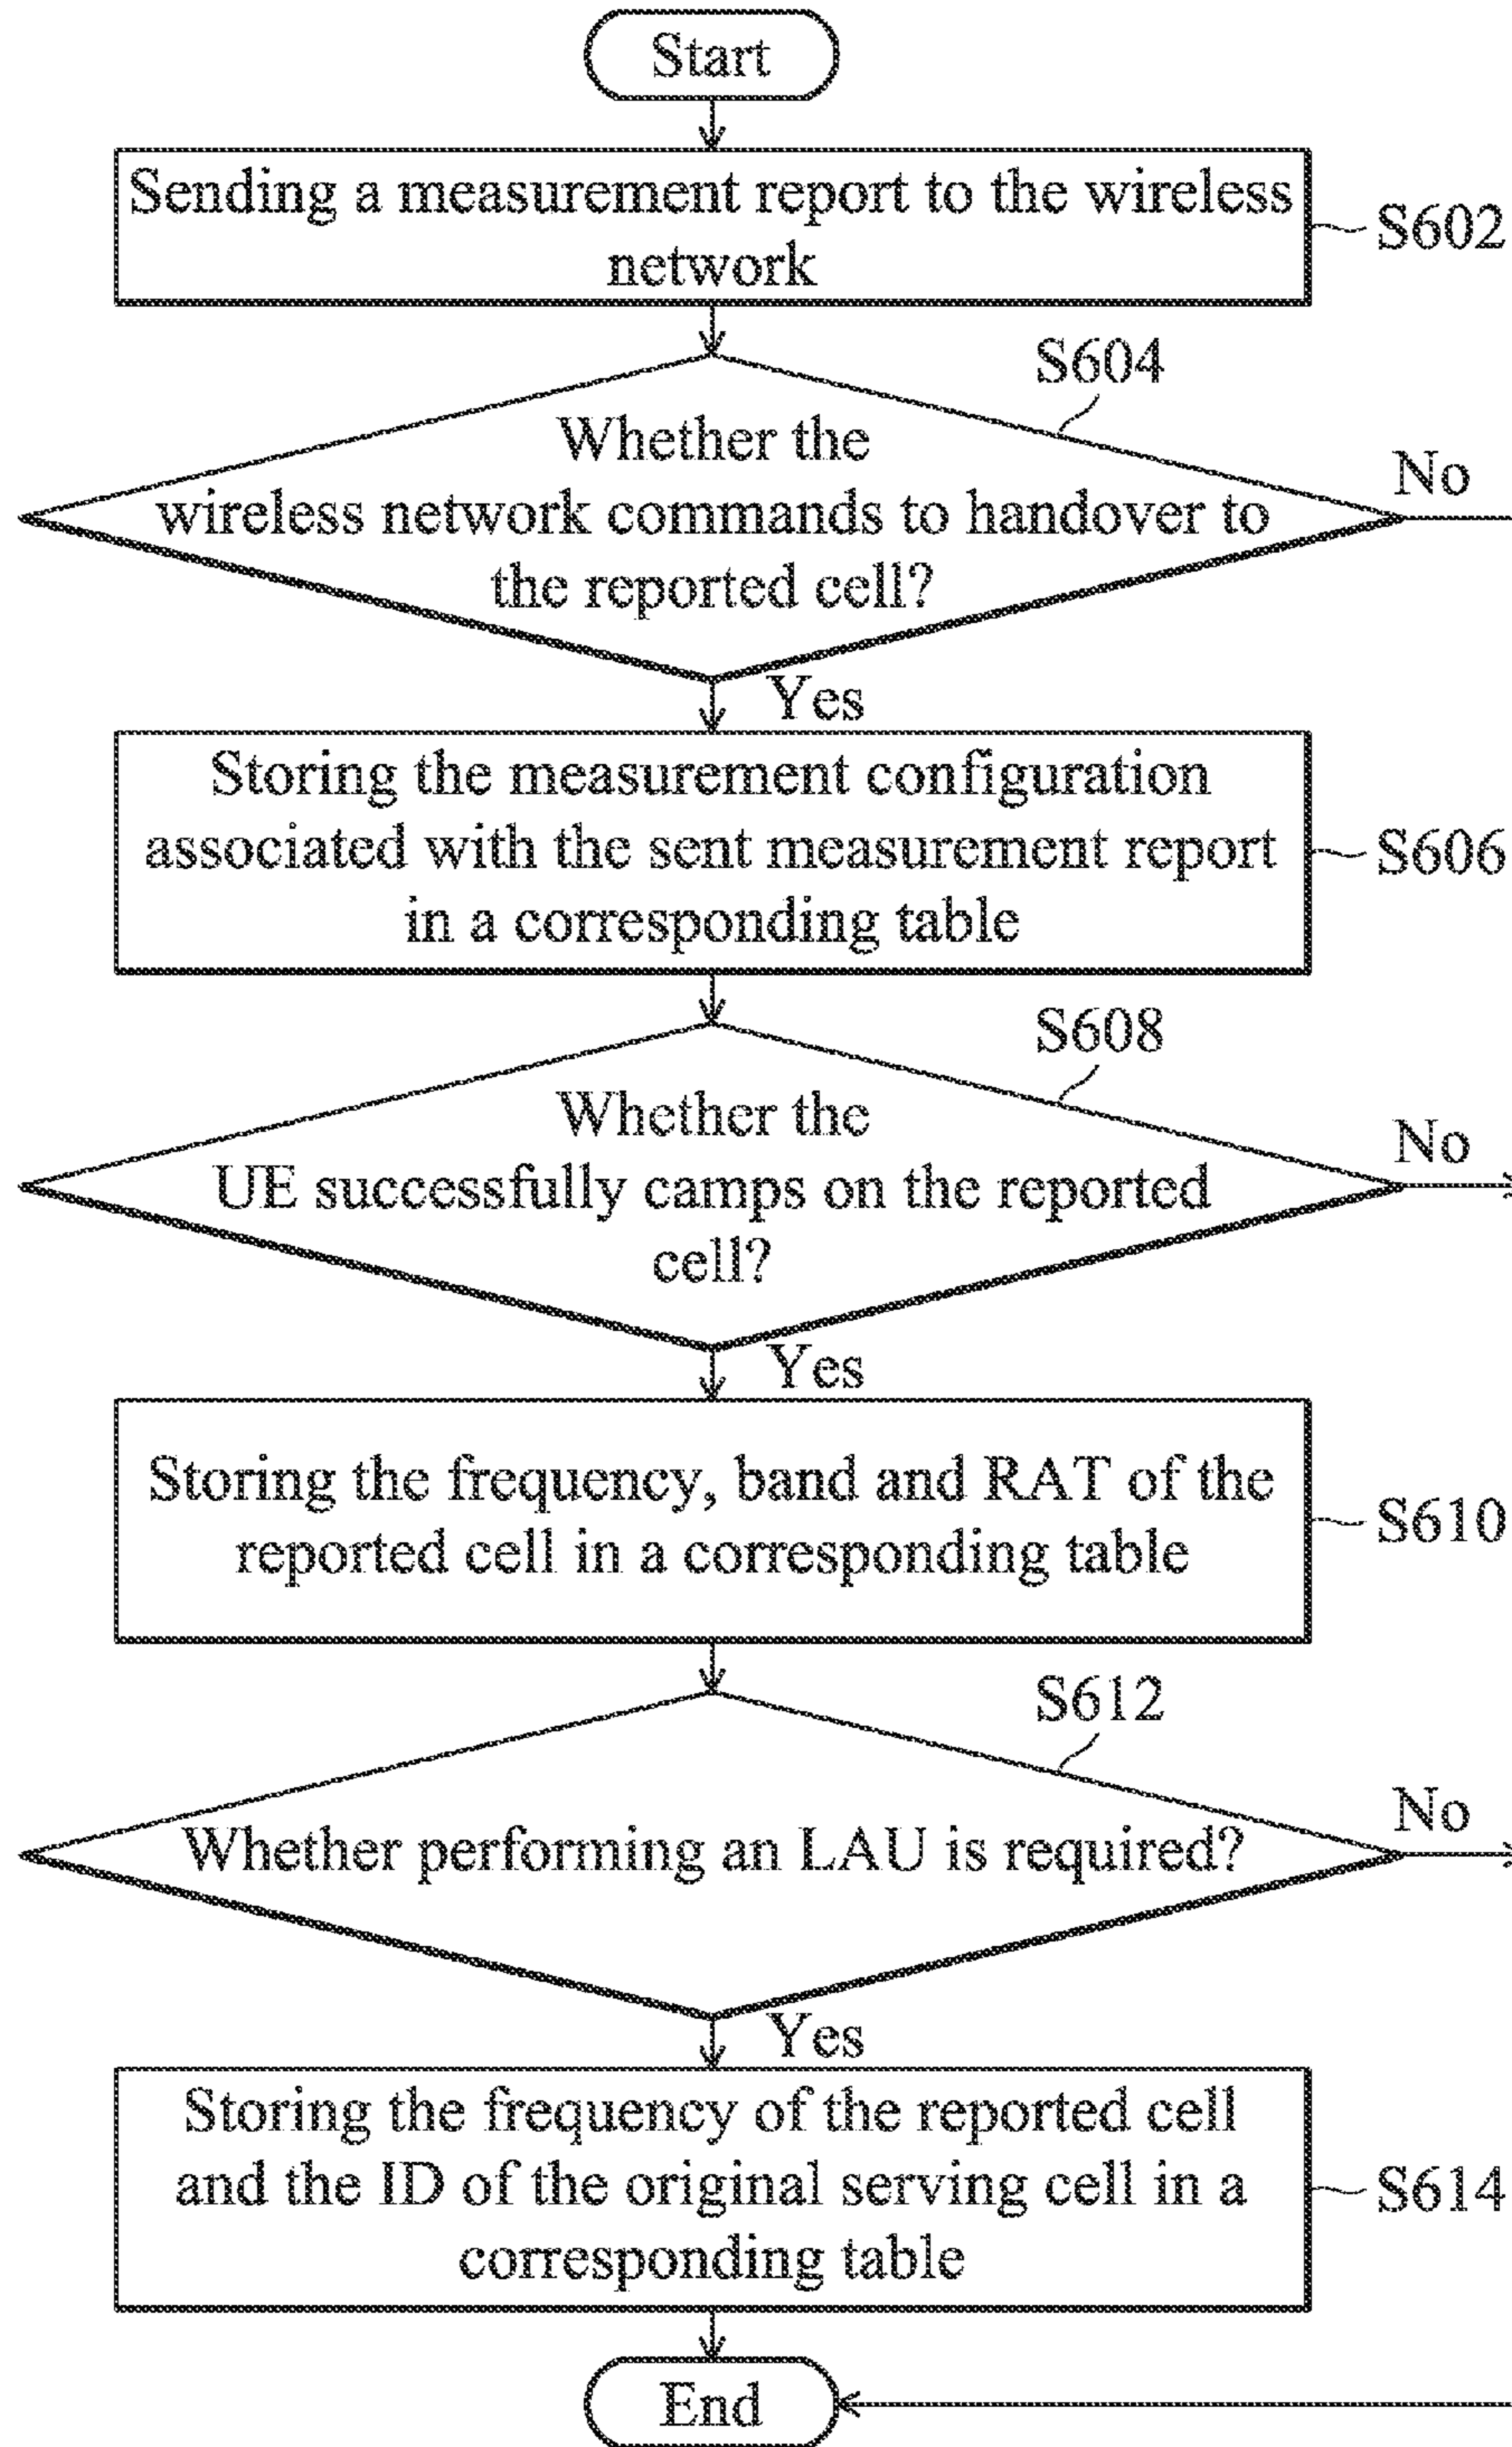 Start
Sending a measurement report to the wireless
network
S602
S604
Whether the
wireless network commands to handover to
the reported cell?
No
Yes
Storing the measurement configuration
associated with the sent measurement report
in a corresponding table
S606
S608
Whether the
UE successfully camps on the reported
cell?
No
Yes
Storing the frequency, band and RAT of the
reported cell in a corresponding table
S610
S612
Whether performing an LAU is required?
No
Yes
Storing the frequency of the reported cell
and the ID of the original serving cell in a
corresponding table
S614
End